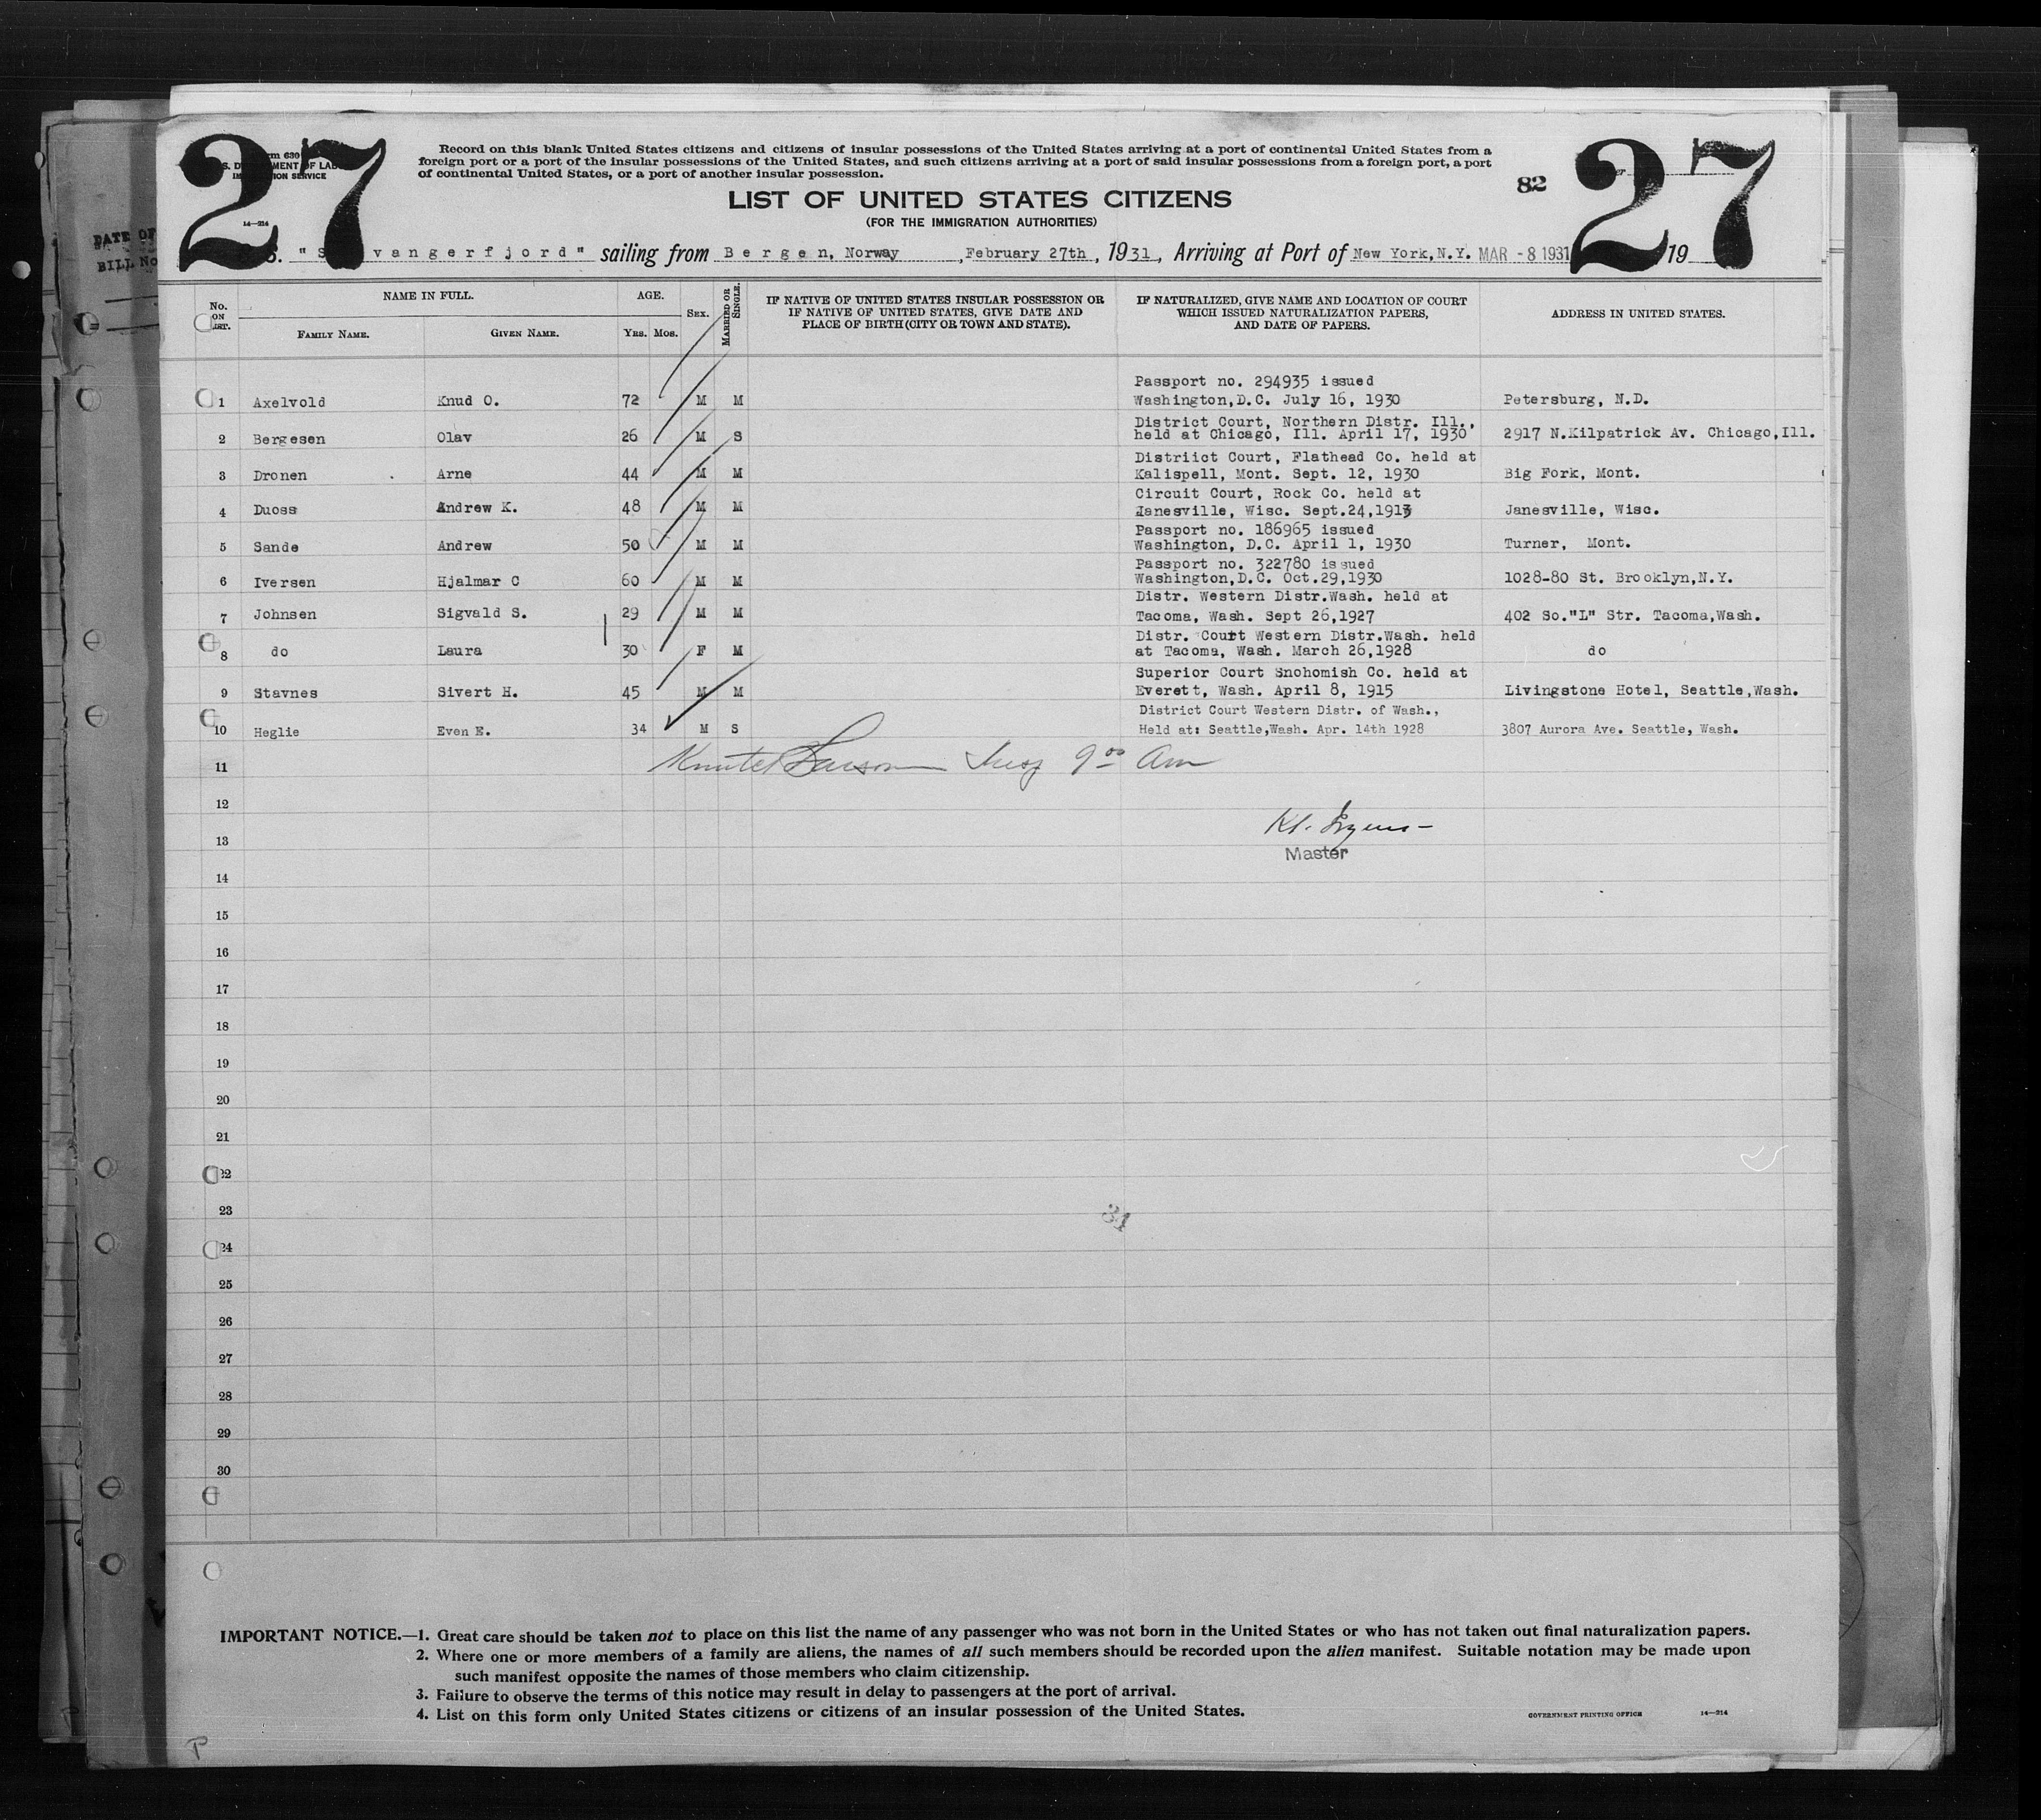 27
27
Record on this blank United States citizens and citizens of insular possessions of the United States arriving at a port of continental United States from a
foreign port or a port of the insular possessions of the United States, and such citizens arriving at a port of said insular possessions from a foreign port, a port
of continental United States, or a port of another insular possession.
82
LIST OF UNITED STATES CITIZENS
(FOR THE IMMIGRATION AUTHORITIES)
14—214
"S vangerfjord" sailing from Bergen, Norway, February 27th, 1931, Arriving at Port of New York, N.Y. MAR - 8 1931 19
DATE OF
BILL No
No. ON LIST.
NAME IN FULL.
FAMILY NAME.
GIVEN NAME.
AGE.
YRS. MOS.
SEX.
MARRIED OR SINGLE.
IF NATIVE OF UNITED STATES INSULAR POSSESSION OR
IF NATIVE OF UNITED STATES, GIVE DATE AND
PLACE OF BIRTH (CITY OR TOWN AND STATE).
IF NATURALIZED, GIVE NAME AND LOCATION OF COURT
WHICH ISSUED NATURALIZATION PAPERS,
AND DATE OF PAPERS.
ADDRESS IN UNITED STATES.
Passport no. 294935 issued
1 Axelvold Knud O. 72 M M Washington,D.C. July 16, 1930 Petersburg, N.D.
District Court, Northern Distr. Ill.,
2 Bergesen Olav 26 M S held at Chicago, Ill. April 17, 1930 2917 N.Kilpatrick Av. Chicago,Ill.
Distriict Court, Flathead Co. held at
3 Dronen Arne 44 M M Kalispell, Mont. Sept. 12, 1930 Big Fork, Mont.
Circuit Court, Rock Co. held at
4 Duoss Andrew K. 48 M M Janesville, Wisc. Sept.24,1913 Janesville, Wisc.
Passport no. 186965 issued
5 Sande Andrew 50 M M Washington, D.C. April 1, 1930 Turner, Mont.
Passport no. 322780 issued
6 Iversen Hjalmar C 60 M M Washington,D.C. Oct.29,1930 1028-80 St. Brooklyn,N.Y.
Distr. Western Distr.Wash. held at
7 Johnsen Sigvald S. 29 M M Tacoma, Wash. Sept 26,1927 402 So."L" Str. Tacoma,Wash.
Distr. Court Western Distr.Wash. held
8 do Laura 30 F M at Tacoma, Wash. March 26,1928 do
Superior Court Snohomish Co. held at
9 Stavnes Sivert H. 45 M M Everett, Wash. April 8, 1915 Livingstone Hotel, Seattle,Wash.
District Court Western Distr. of Wash.,
10 Heglie Even E. 34 M S Held at: Seattle,Wash. Apr. 14th 1928 3807 Aurora Ave. Seattle, Wash.
11 9 00 Am
12
13
Master
14
15
16
17
18
19
20
21
22
23
31
24
25
26
27
28
29
30
IMPORTANT NOTICE.—1. Great care should be taken not to place on this list the name of any passenger who was not born in the United States or who has not taken out final naturalization papers.
2. Where one or more members of a family are aliens, the names of all such members should be recorded upon the alien manifest. Suitable notation may be made upon
such manifest opposite the names of those members who claim citizenship.
3. Failure to observe the terms of this notice may result in delay to passengers at the port of arrival.
4. List on this form only United States citizens or citizens of an insular possession of the United States.
GOVERNMENT PRINTING OFFICE 14—214
P